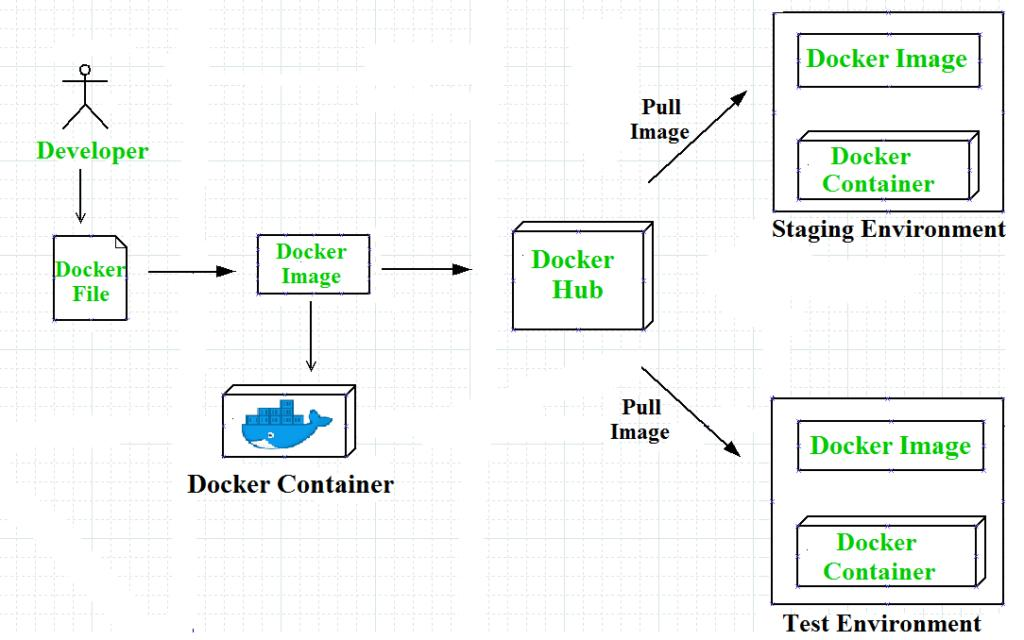 Developer
Docker
File
Docker
Image
Docker Container
Docker
Hub
Pull
Image
Docker Image
Docker
Container
Staging Environment
Pull
Image
Docker Image
Docker
Container
Test Environment